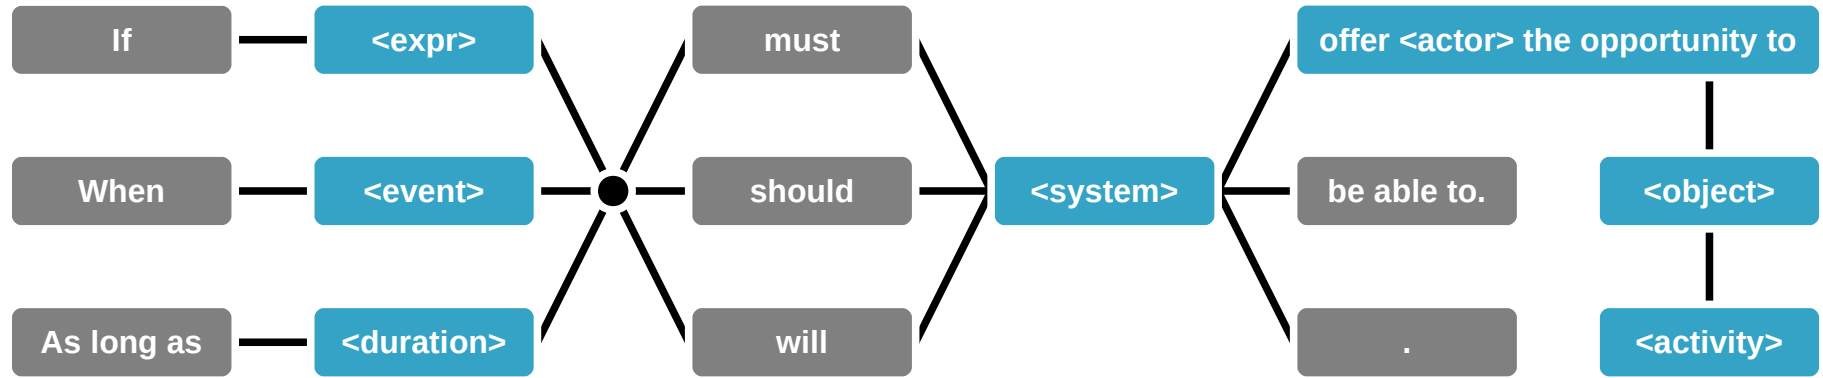 If
<expr>
must
offer <actor> the opportunity to
When
<event>
should
<system>
be able to.
<object>
As long as
<duration>
will
.
<activity>